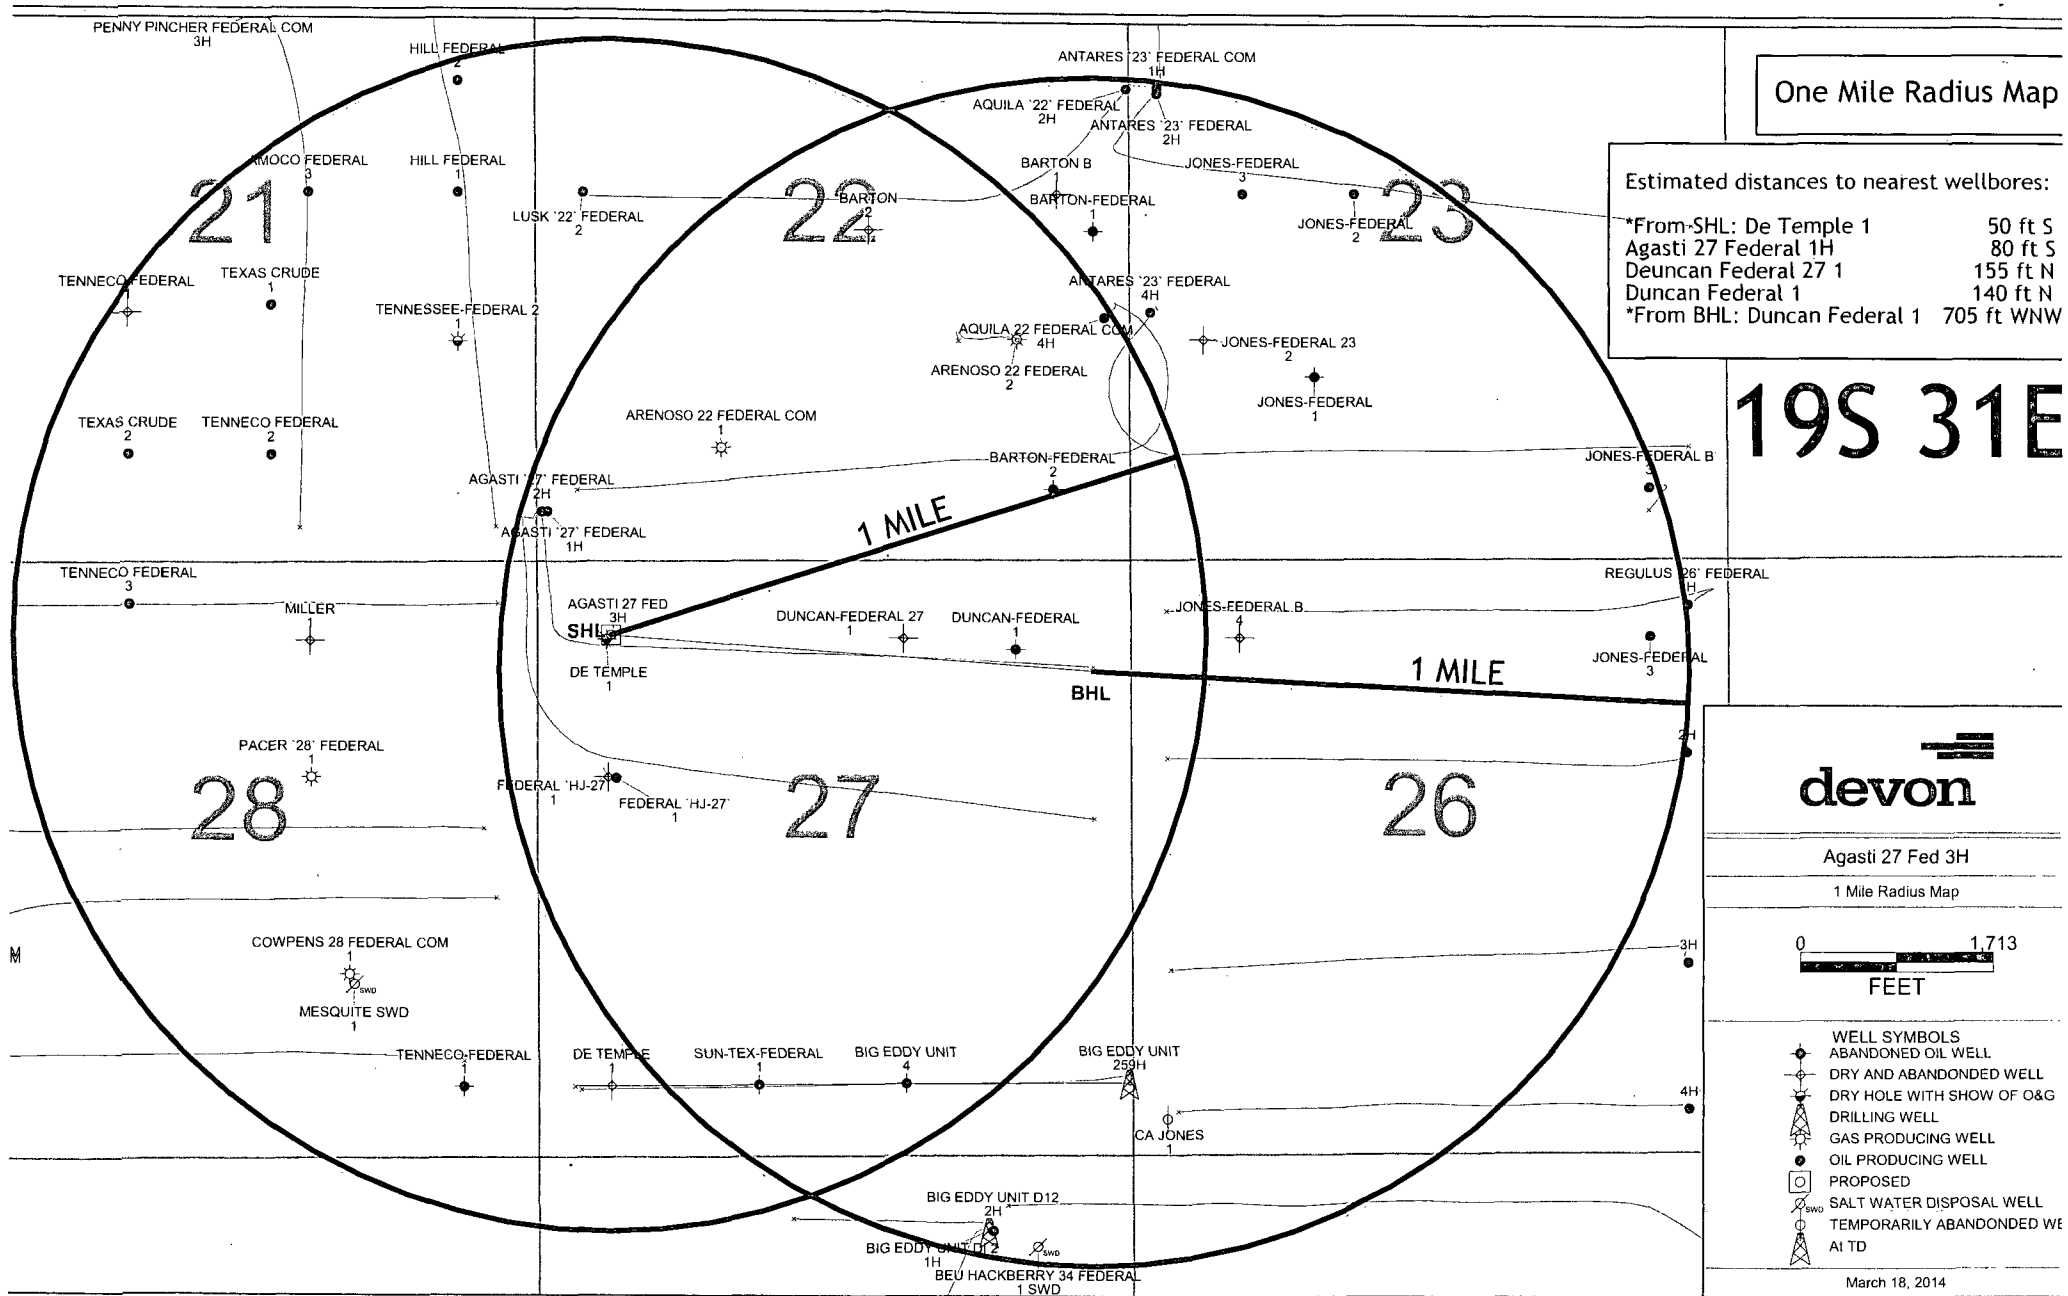 PENNY PINCHER FEDERAL COM
3H
HILL FEDERAL
2
ANTARES '23' FEDERAL COM
1H
AQUILA '22' FEDERAL
2H
ANTARES '23' FEDERAL
2H
One Mile Radius Map
AMOCO FEDERAL
3
HILL FEDERAL
1
BARTON B
1
JONES-FEDERAL
3
21
22
23
LUSK '22' FEDERAL
2
BARTON
2
BARTON-FEDERAL
1
JONES-FEDERAL
2
Estimated distances to nearest wellbores:
*From SHL: De Temple 1 50 ft S
Agasti 27 Federal 1H 80 ft S
Deuncan Federal 27 1 155 ft N
Duncan Federal 1 140 ft N
*From BHL: Duncan Federal 1 705 ft WNW
TENNECO FEDERAL
1
TEXAS CRUDE
1
TENNESSEE-FEDERAL 2
1
ANTARES '23' FEDERAL
4H
AQUILA 22 FEDERAL COM
4H
ARENOSO 22 FEDERAL
2
JONES-FEDERAL 23
2
JONES-FEDERAL
1
19S 31E
TEXAS CRUDE
2
TENNECO FEDERAL
2
ARENOSO 22 FEDERAL COM
1
BARTON-FEDERAL
2
JONES-FEDERAL B
3
AGASTI '27' FEDERAL
2H
AGASTI '27' FEDERAL
1H
1 MILE
TENNECO FEDERAL
3
MILLER
1
AGASTI 27 FED
3H
SHL
DE TEMPLE
1
DUNCAN-FEDERAL 27
1
DUNCAN-FEDERAL
1
JONES-FEDERAL B
4
REGULUS '26' FEDERAL
1H
JONES-FEDERAL
3
1 MILE
BHL
2H
PACER '28' FEDERAL
1
28
FEDERAL 'HJ-27'
1
FEDERAL 'HJ-27'
1
27
26
devon
Agasti 27 Fed 3H
1 Mile Radius Map
0 1,713
FEET
COWPENS 28 FEDERAL COM
1
SWD
MESQUITE SWD
1
M
3H
TENNECO-FEDERAL
1
DE TEMPLE
1
SUN-TEX-FEDERAL
1
BIG EDDY UNIT
4
BIG EDDY UNIT
259H
4H
CA JONES
1
BIG EDDY UNIT D12
2H
BIG EDDY UNIT D12
1H
SWD
BEU HACKBERRY 34 FEDERAL
1 SWD
WELL SYMBOLS
ABANDONED OIL WELL
DRY AND ABANDONED WELL
DRY HOLE WITH SHOW OF O&G
DRILLING WELL
GAS PRODUCING WELL
OIL PRODUCING WELL
PROPOSED
SWD SALT WATER DISPOSAL WELL
TEMPORARILY ABANDONDED WE
At TD
March 18, 2014